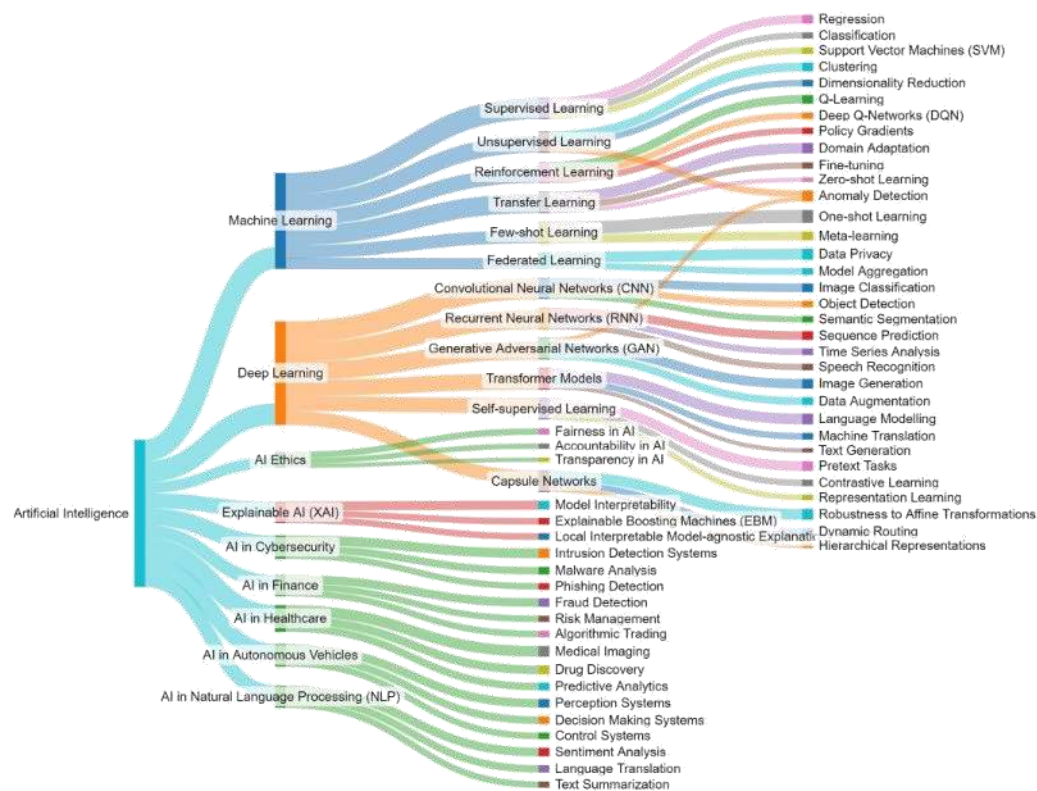 Artificial Intelligence
Machine Learning
Deep Learning
AI Ethics
Explainable AI (XAI)
AI in Cybersecurity
AI in Finance
AI in Healthcare
AI in Autonomous Vehicles
AI in Natural Language Processing (NLP)
Supervised Learning
Unsupervised Learning
Reinforcement Learning
Transfer Learning
Few-shot Learning
Federated Learning
Convolutional Neural Networks (CNN)
Recurrent Neural Networks (RNN)
Generative Adversarial Networks (GAN)
Transformer Models
Self-supervised Learning
Fairness in AI
Accountability in AI
Transparency in AI
Capsule Networks
Model Interpretability
Explainable Boosting Machines (EBM)
Local Interpretable Model-agnostic Explanatio
Intrusion Detection Systems
Malware Analysis
Phishing Detection
Fraud Detection
Risk Management
Algorithmic Trading
Medical Imaging
Drug Discovery
Predictive Analytics
Perception Systems
Decision Making Systems
Control Systems
Sentiment Analysis
Language Translation
Text Summarization
Regression
Classification
Support Vector Machines (SVM)
Clustering
Dimensionality Reduction
Q-Learning
Deep Q-Networks (DQN)
Policy Gradients
Domain Adaptation
Fine-tuning
Zero-shot Learning
Anomaly Detection
One-shot Learning
Meta-learning
Data Privacy
Model Aggregation
Image Classification
Object Detection
Semantic Segmentation
Sequence Prediction
Time Series Analysis
Speech Recognition
Image Generation
Data Augmentation
Language Modelling
Machine Translation
Text Generation
Pretext Tasks
Contrastive Learning
Representation Learning
Robustness to Affine Transformations
Dynamic Routing
Hierarchical Representations